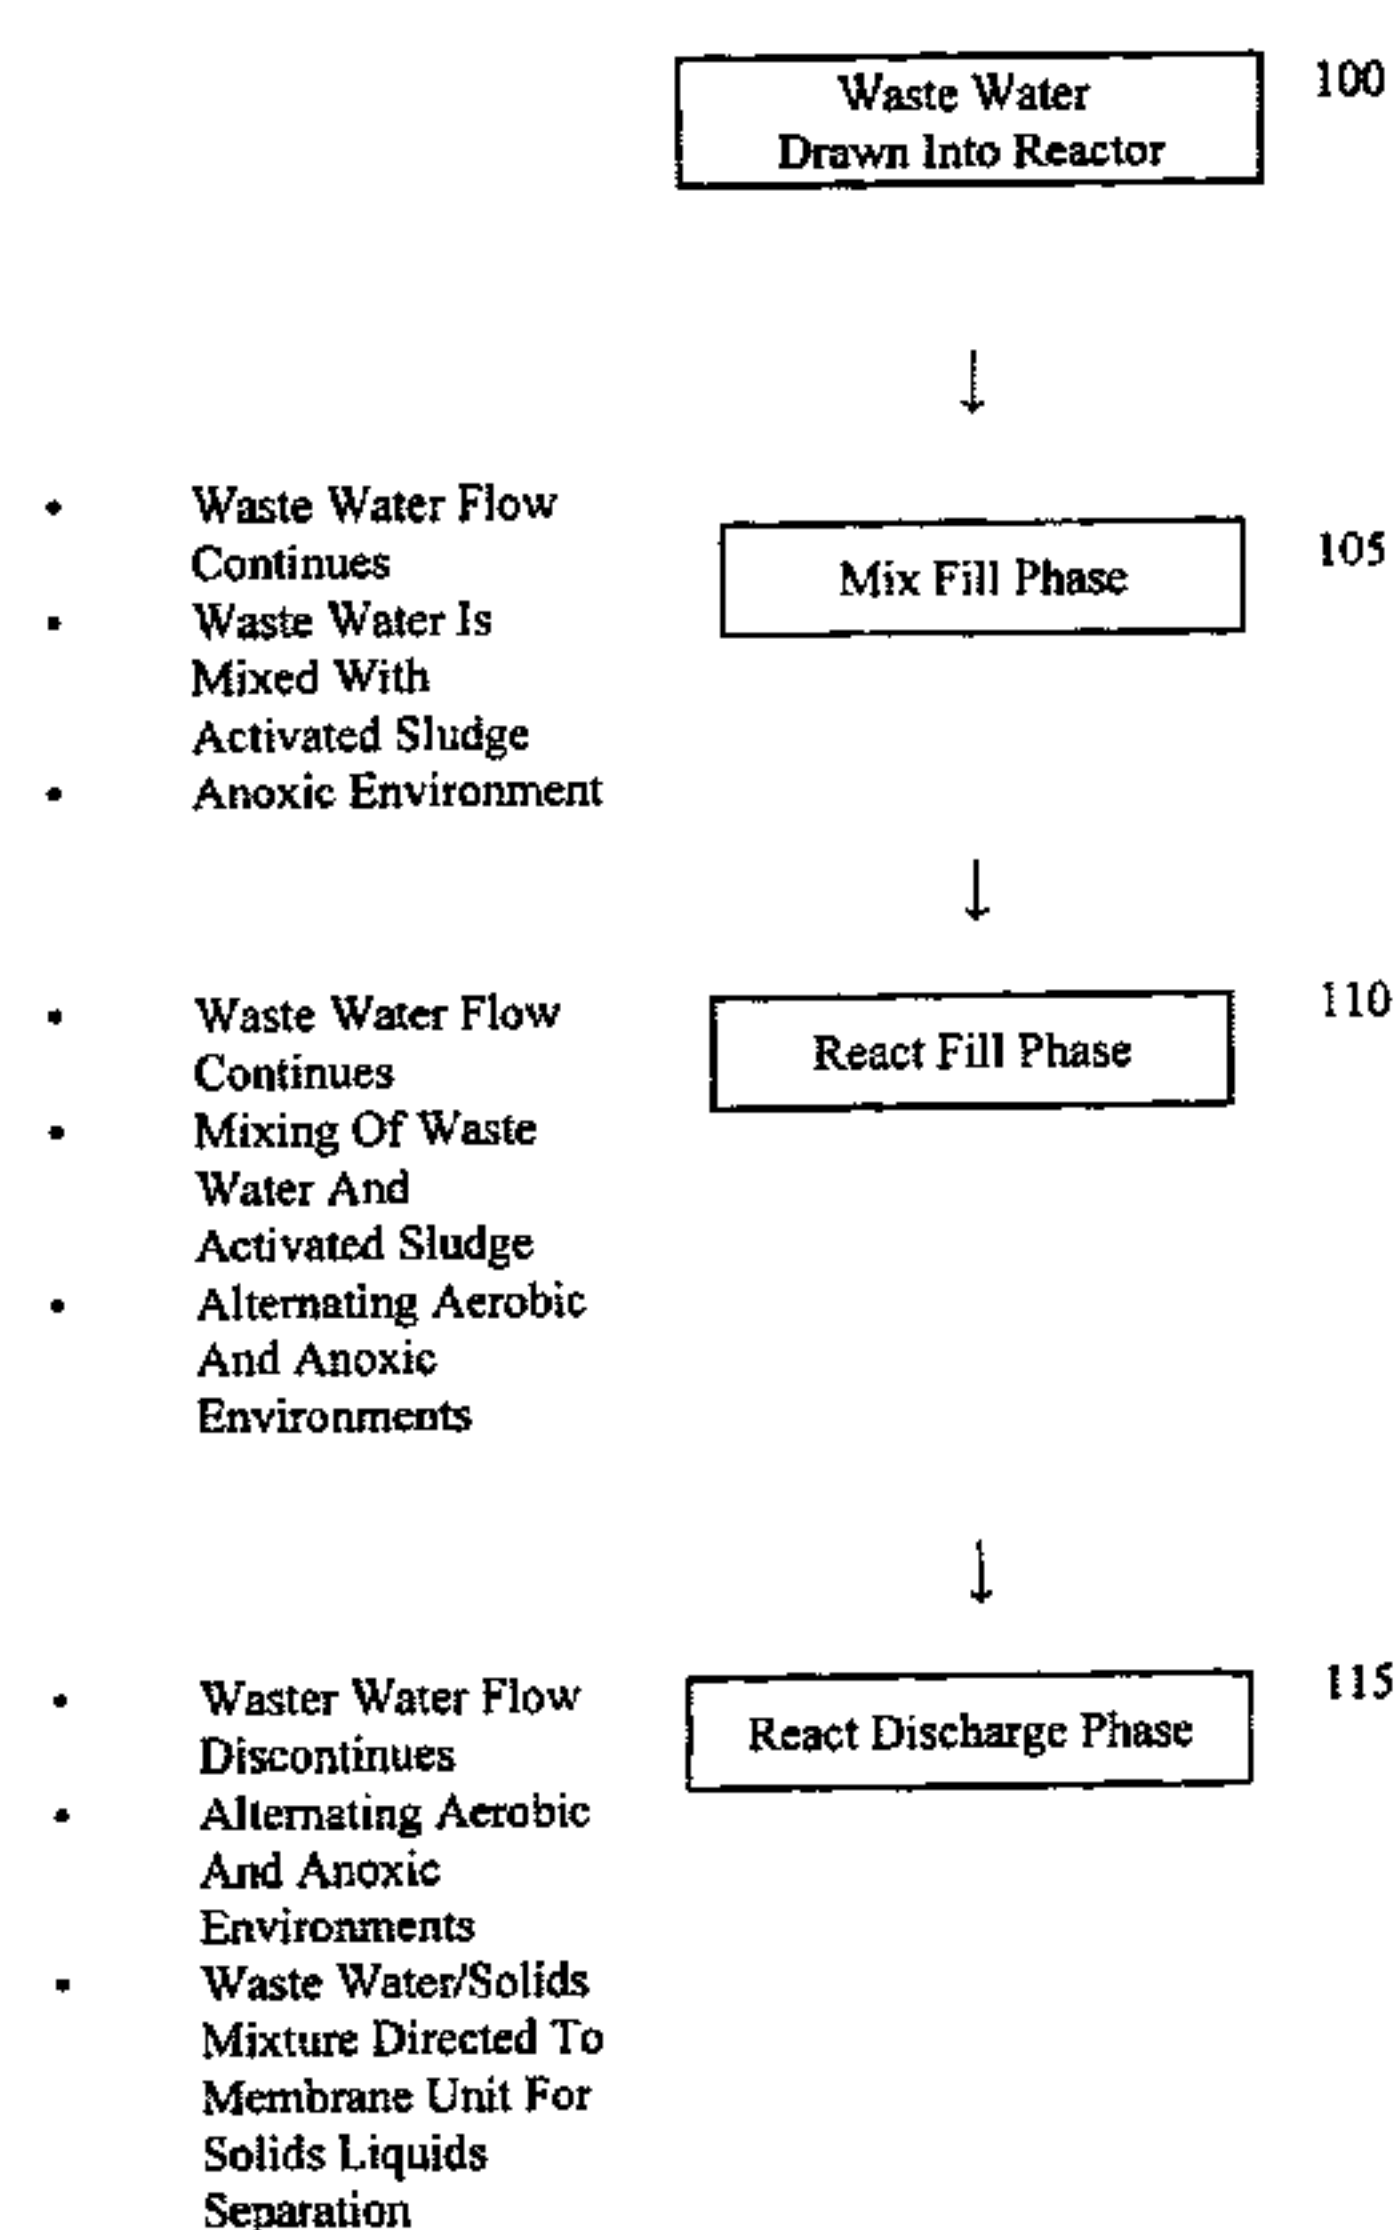 Waste Water
Drawn Into Reactor
100
• Waste Water Flow
Continues
• Waste Water Is
Mixed With
Activated Sludge
• Anoxic Environment
Mix Fill Phase
105
• Waste Water Flow
Continues
• Mixing Of Waste
Water And
Activated Sludge
• Alternating Aerobic
And Anoxic
Environments
React Fill Phase
110
• Waster Water Flow
Discontinues
• Alternating Aerobic
And Anoxic
Environments
• Waste Water/Solids
Mixture Directed To
Membrane Unit For
Solids Liquids
Separation
React Discharge Phase
115